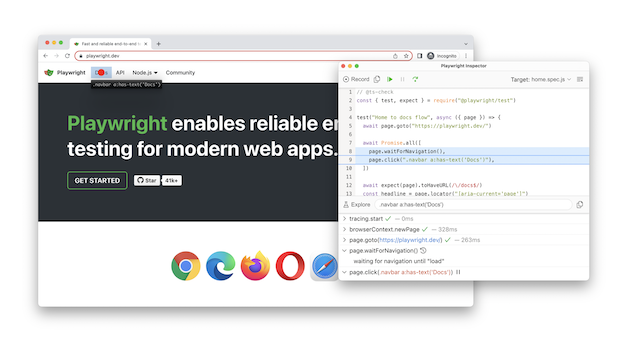 Fast and reliable end-to-end t
playwright.dev
Incognito
Playwright Docs API Node.js Community
.navbar a:has-text('Docs')
Playwright enables reliable en
testing for modern web apps.
GET STARTED
Star 41k+
Playwright Inspector
Record
Target: home.spec.js
1 // @ts-check
2 const { test, expect } = require("@playwright/test")
3
4 test("Home to docs flow", async ({ page }) => {
5 await page.goto("https://playwright.dev/")
6
7 await Promise.all([
8 page.waitForNavigation(),
9 page.click(".navbar a:has-text('Docs')"),
10 ])
11
12 await expect(page).toHaveURL(/\/docs$/)
13 const headline = page.locator("[aria-current='page']")
Explore .navbar a:has-text('Docs')
tracing.start — 0ms
browserContext.newPage — 328ms
page.goto(https://playwright.dev/) — 263ms
page.waitForNavigation()
waiting for navigation until "load"
page.click(.navbar a:has-text('Docs'))